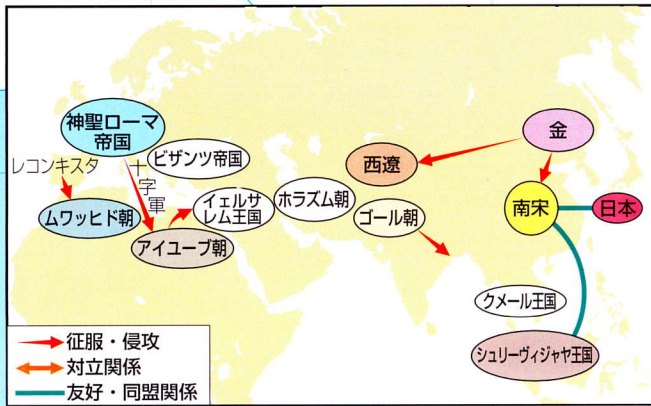 神聖ローマ
帝国
レコンキスタ
十字軍
ビザンツ帝国
ムワッヒド朝
アイユーブ朝
イェルサ
レム王国
ホラズム朝
西遼
ゴール朝
金
南宋
日本
クメール王国
シュリーヴィジャヤ王国
征服・侵攻
対立関係
友好・同盟関係